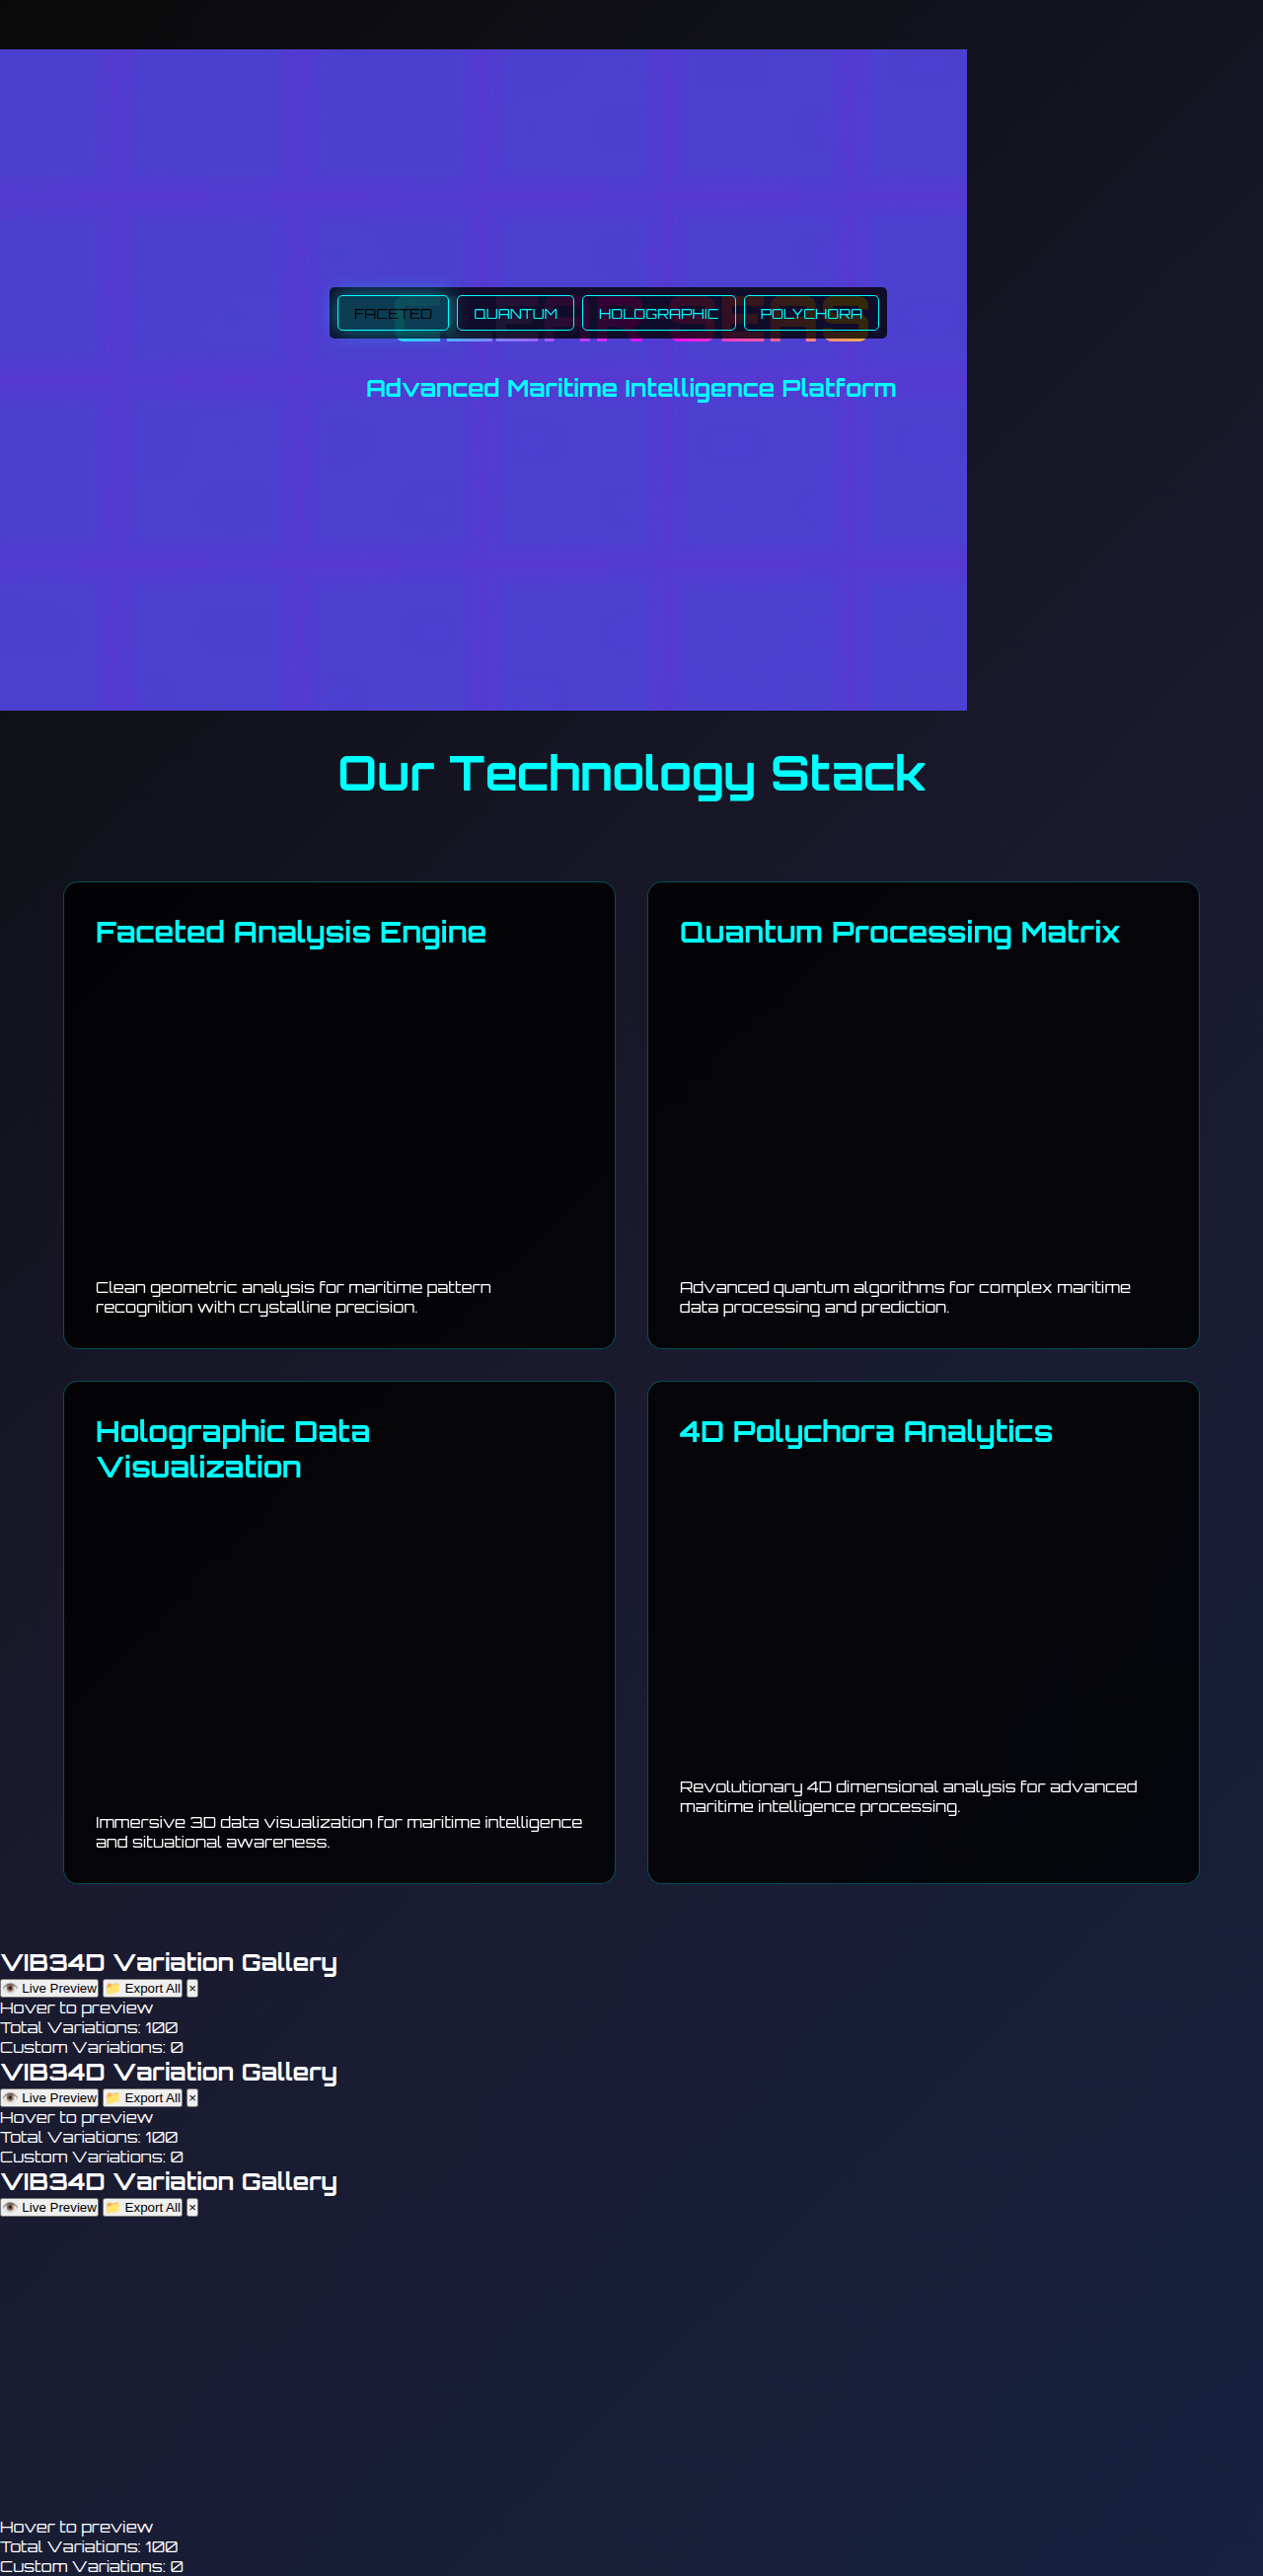 FACETED QUANTUM HOLOGRAPHIC POLYCHORA
CLEAR SEAS
Advanced Maritime Intelligence Platform
Our Technology Stack
Faceted Analysis Engine
Clean geometric analysis for maritime pattern
recognition with crystalline precision.
Quantum Processing Matrix
Advanced quantum algorithms for complex maritime
data processing and prediction.
Holographic Data
Visualization
Immersive 3D data visualization for maritime intelligence
and situational awareness.
4D Polychora Analytics
Revolutionary 4D dimensional analysis for advanced
maritime intelligence processing.
VIB34D Variation Gallery
👁️ Live Preview 📁 Export All ×
Hover to preview
Total Variations: 100
Custom Variations: 0
VIB34D Variation Gallery
👁️ Live Preview 📁 Export All ×
Hover to preview
Total Variations: 100
Custom Variations: 0
VIB34D Variation Gallery
👁️ Live Preview 📁 Export All ×
Hover to preview
Total Variations: 100
Custom Variations: 0